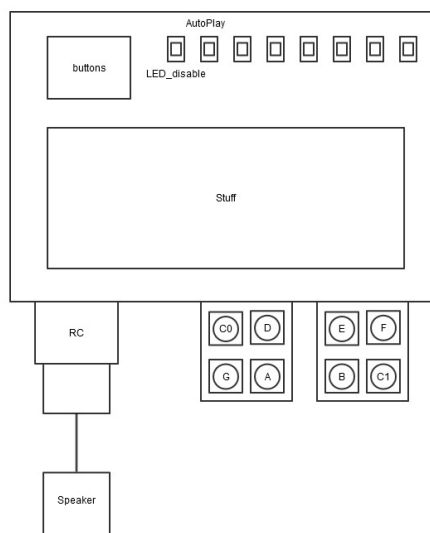 AutoPlay
buttons
LED_disable
Stuff
RC
C0 D E F
G A B C1
Speaker